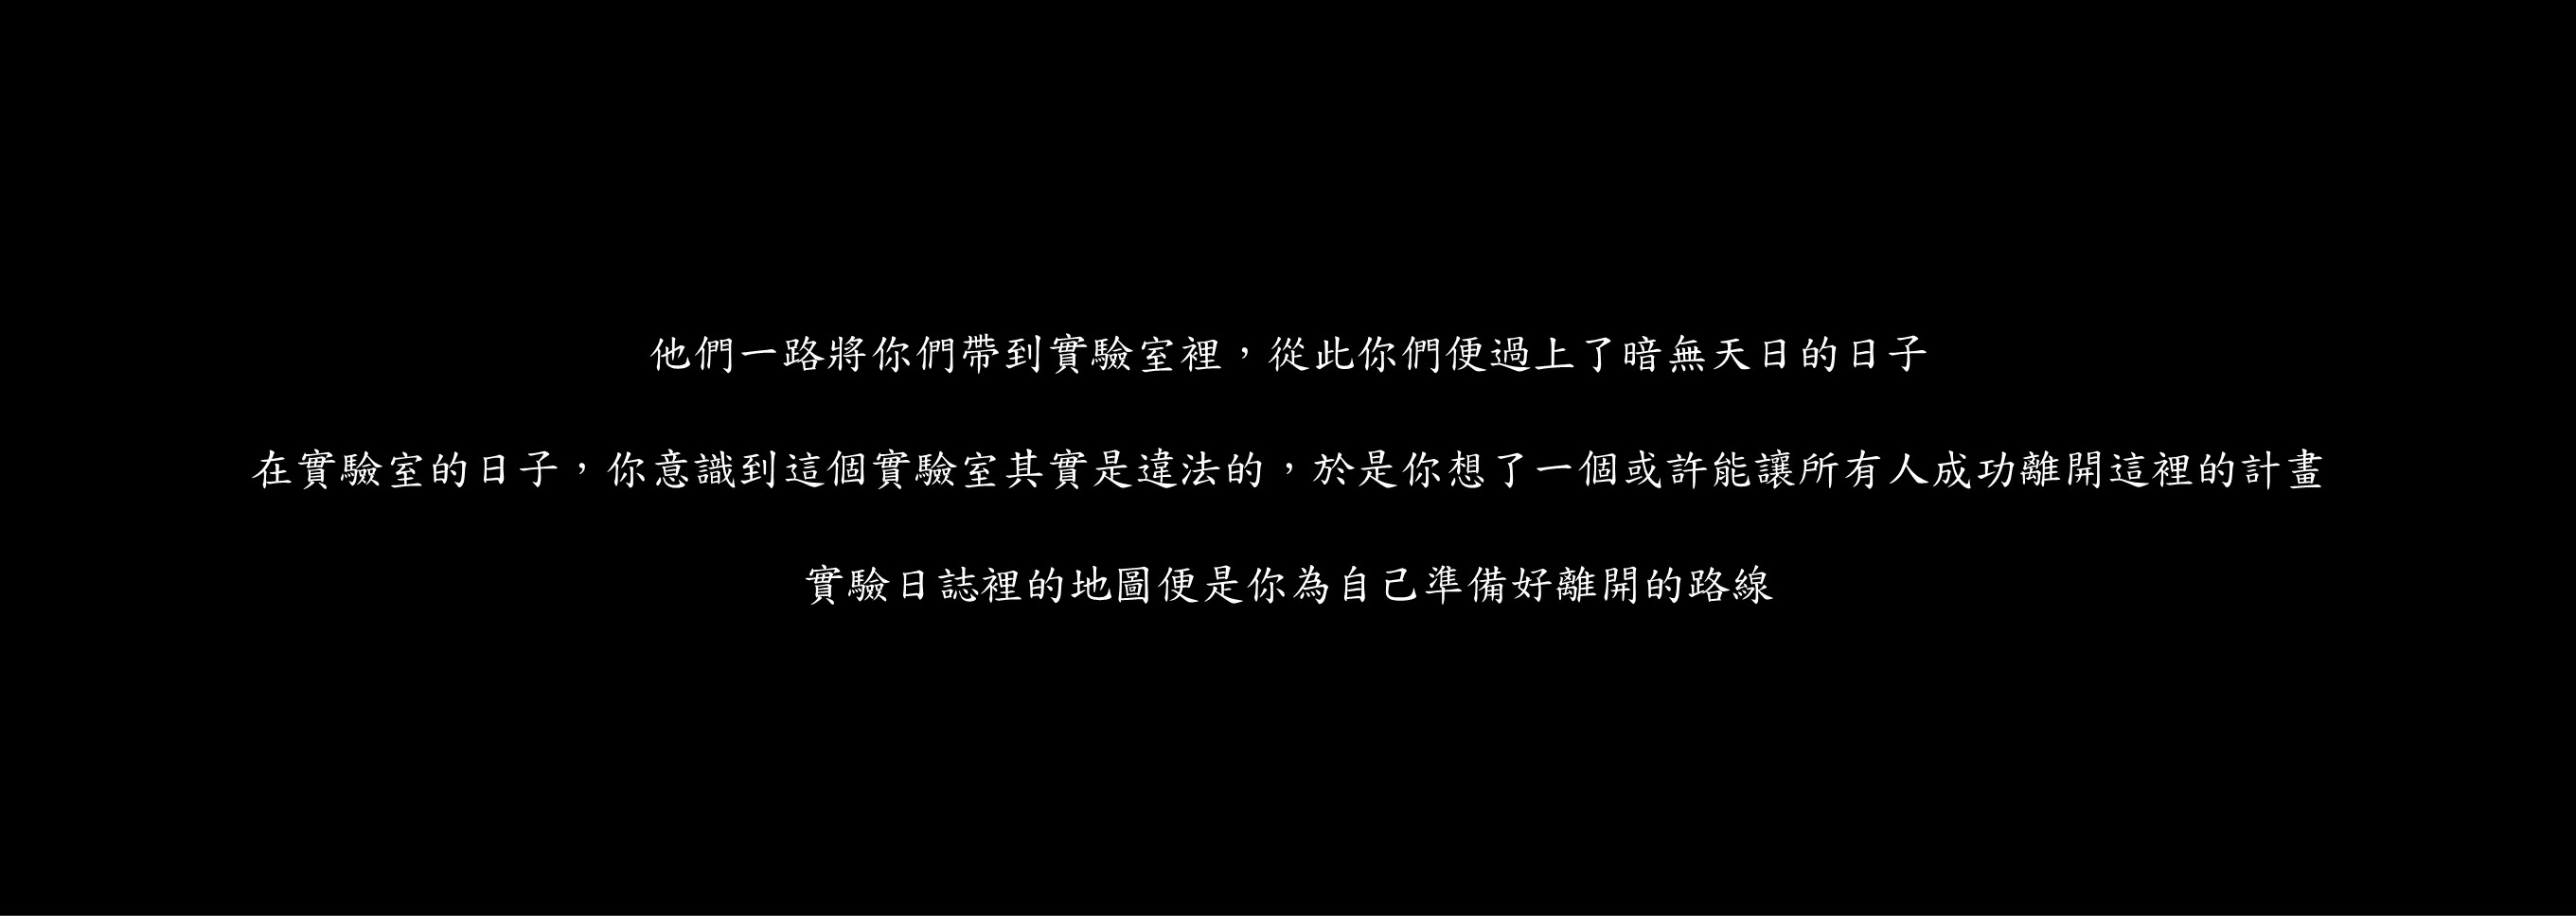 他們一路將你們帶到實驗室裡，從此你們便過上了暗無天日的日子
在實驗室的日子，你意識到這個實驗室其實是違法的，於是你想了一個或許能讓所有人成功離開這裡的計畫
實驗日誌裡的地圖便是你為自己準備好離開的路線